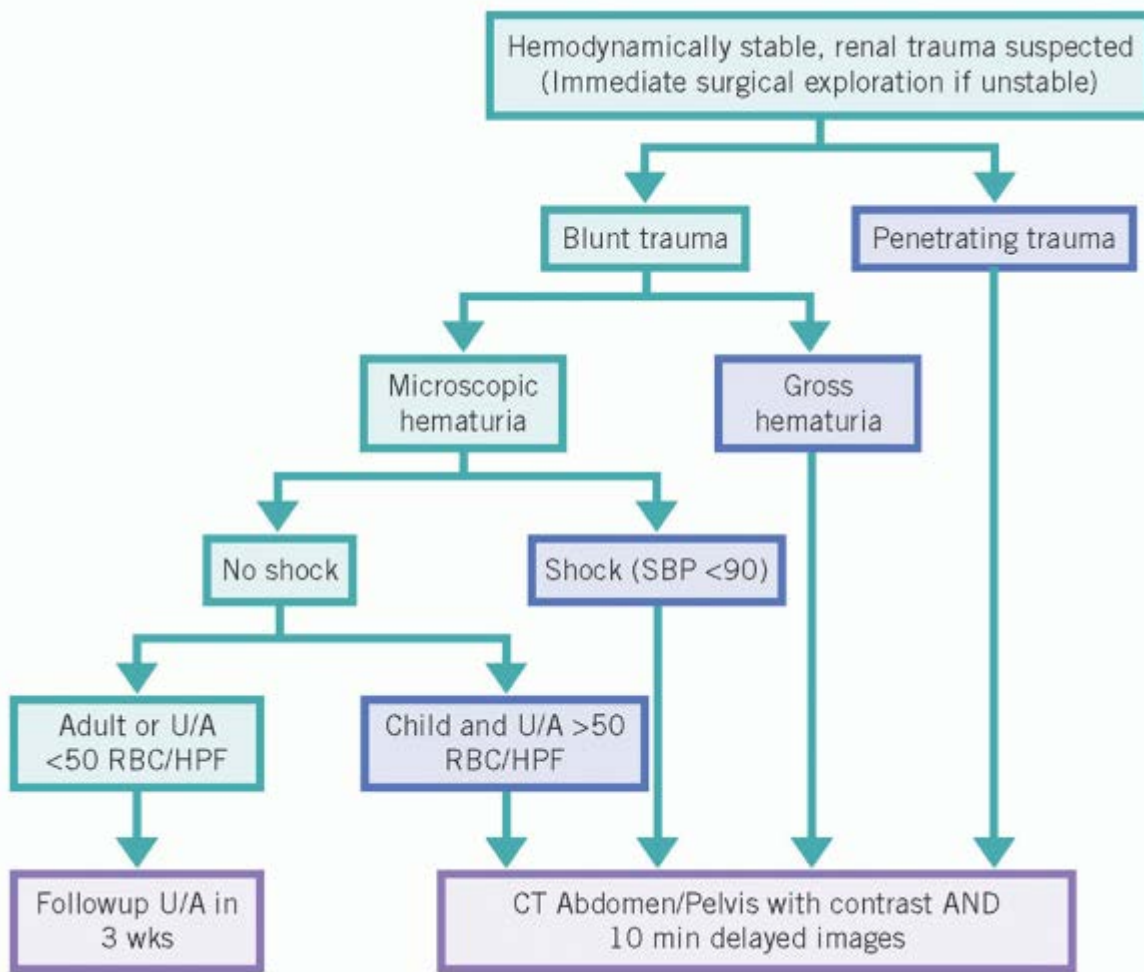 Hemodynamically stable, renal trauma suspected
(Immediate surgical exploration if unstable)
Blunt trauma
Penetrating trauma
Microscopic
hematuria
Gross
hematuria
No shock
Shock (SBP <90)
Adult or U/A
<50 RBC/HPF
Child and U/A >50
RBC/HPF
Followup U/A in
3 wks
CT Abdomen/Pelvis with contrast AND
10 min delayed images